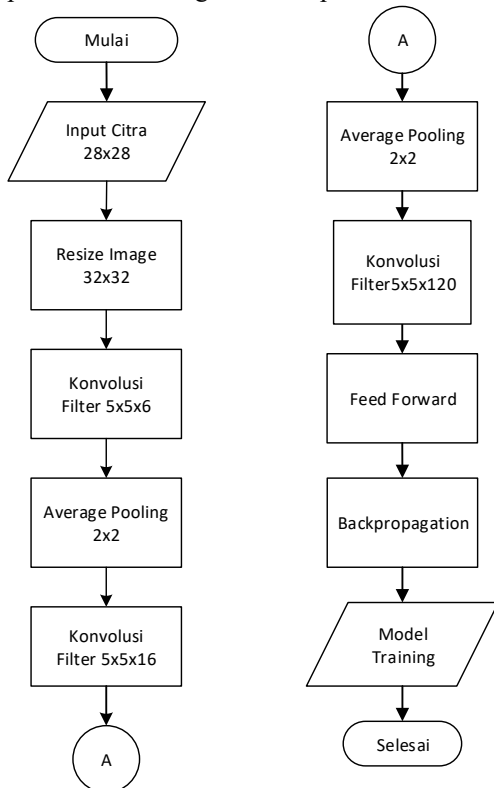 Mulai
Input Citra
28x28
Resize Image
32x32
Konvolusi
Filter 5x5x6
Average Pooling
2x2
Konvolusi
Filter 5x5x16
A
A
Average Pooling
2x2
Konvolusi
Filter5x5x120
Feed Forward
Backpropagation
Model
Training
Selesai